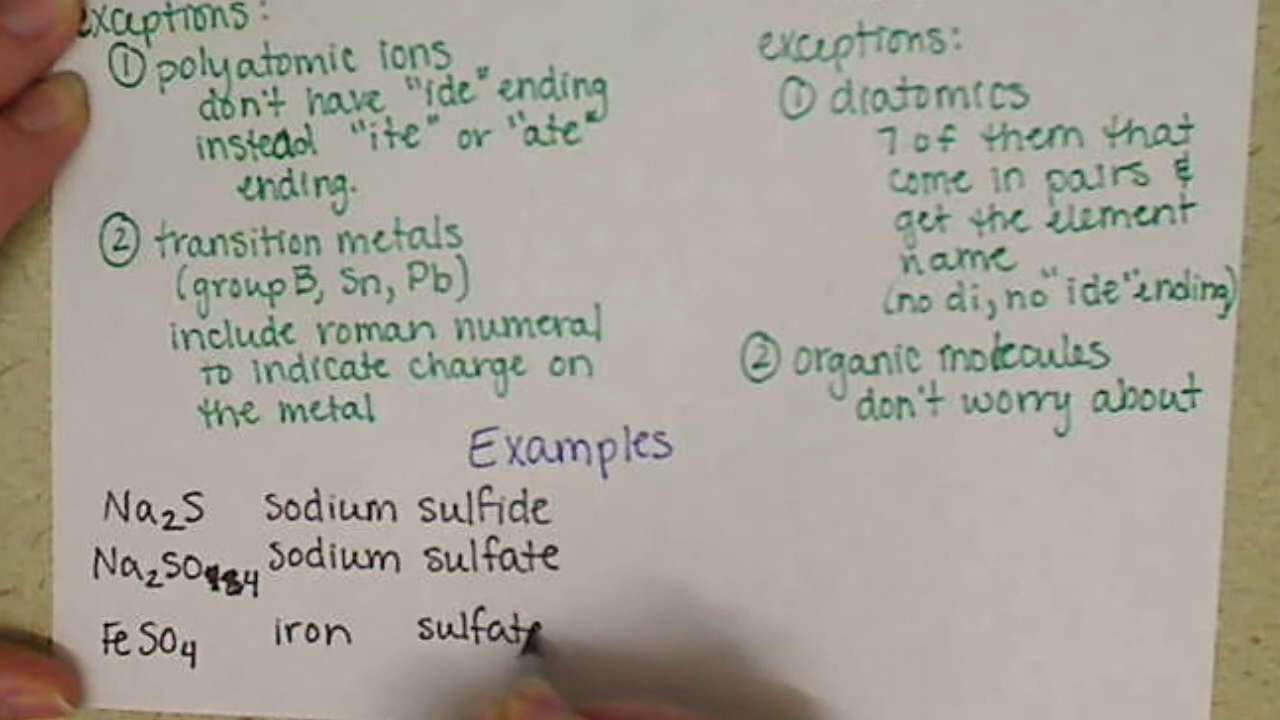 exceptions:
① polyatomic ions
don't have "ide" ending
instead "ite" or "ate"
ending.
② transition metals
(group B, Sn, Pb)
include roman numeral
to indicate charge on
the metal
exceptions:
① diatomics
7 of them that
come in pairs &
get the element
name
(no di, no "ide" ending)
② organic molecules
don't worry about
Examples
Na₂S sodium sulfide
Na₂SO₄ sodium sulfate
FeSO₄ iron sulfate